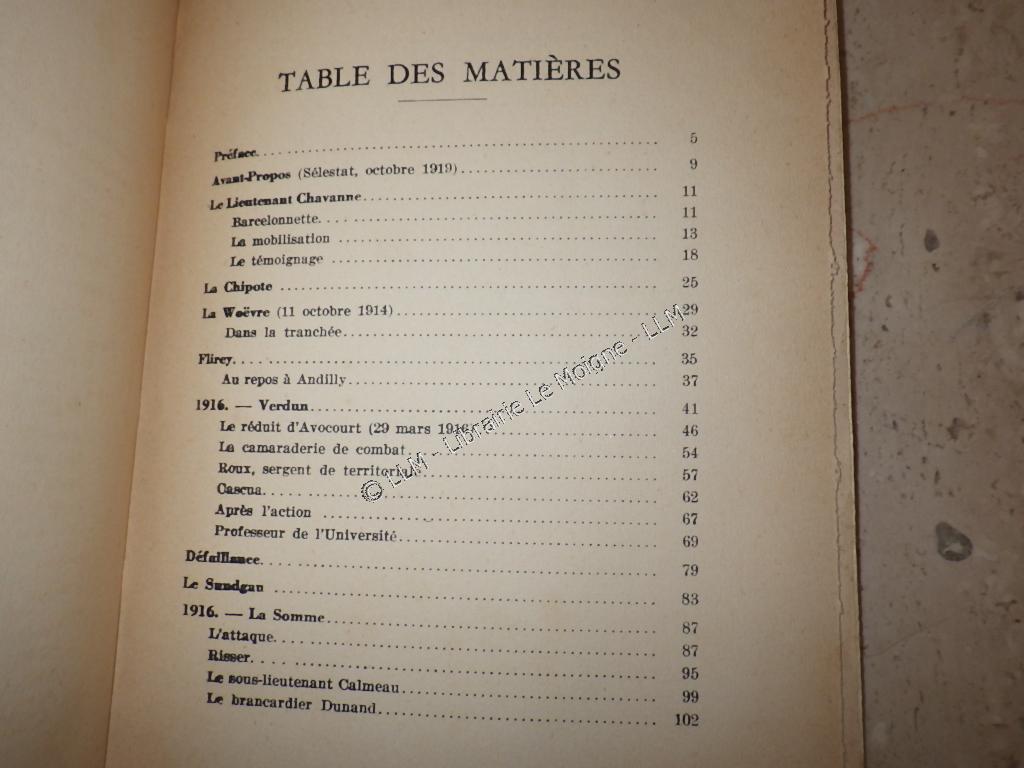 TABLE DES MATIÈRES
Préface.......... 5
Avant-Propos (Sélestat, octobre 1919).......... 9
Le Lieutenant Chavanne.......... 11
Barcelonnette.......... 11
La mobilisation .......... 13
Le témoignage .......... 18
La Chipote .......... 25
La Woëvre (11 octobre 1914).......... 29
Dans la tranchée.......... 32
Flirey.......... 35
Au repos à Andilly.......... 37
1916. — Verdun.......... 41
Le réduit d'Avocourt (29 mars 1916).......... 46
La camaraderie de combat.......... 54
Roux, sergent de territoriale.......... 57
Cascua.......... 62
Après l'action .......... 67
Professeur de l'Université.......... 69
Défaillance.......... 79
Le Sundgau .......... 83
1916. — La Somme.......... 87
L'attaque.......... 87
Risser.......... 95
Le sous-lieutenant Calmeau.......... 99
Le brancardier Dunand.......... 102
© LLM - Librairie Le Moigne - LLM